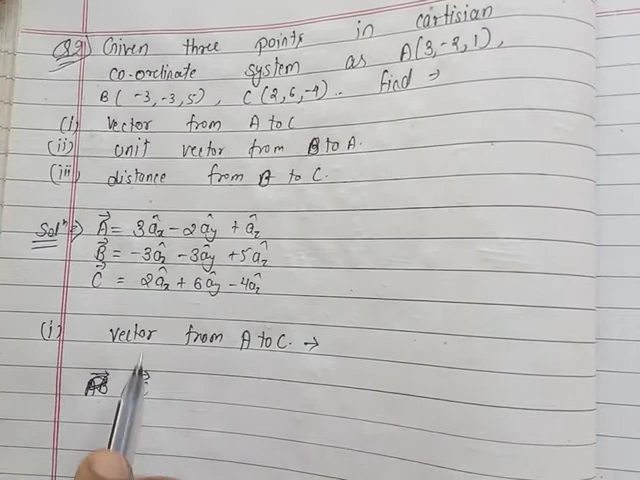 Q.9) Given three points in cartisian
co-ordinate system as A(3,-2,1),
B(-3,-3,5), C(2,6,-4). Find →
(i) vector from A to C
(ii) unit vector from B to A.
(iii) distance from B to C.
Solⁿ ⇒ A⃗ = 3âx - 2ây + âz
B⃗ = -3âx - 3ây + 5âz
C⃗ = 2âx + 6ây - 4âz
(i) vector from A to C. →